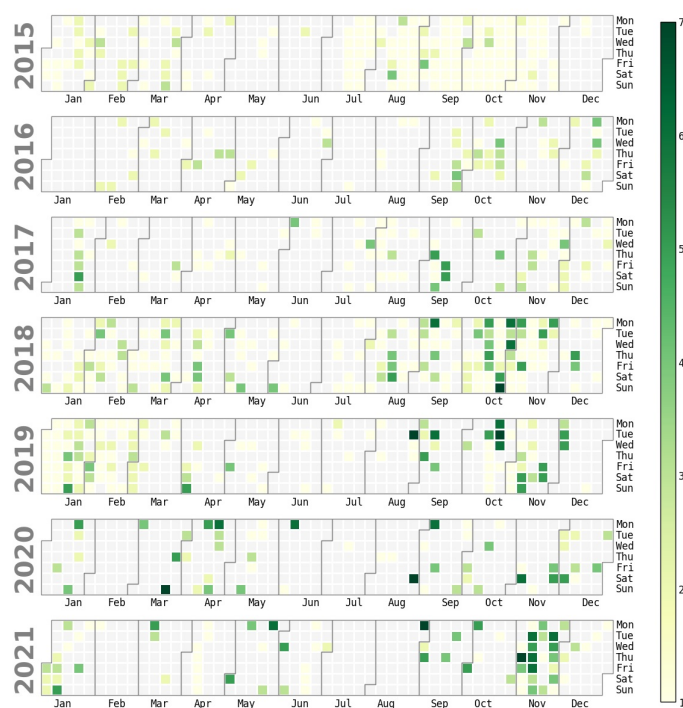 2015
Mon
Tue
Wed
Thu
Fri
Sat
Sun
Jan Feb Mar Apr May Jun Jul Aug Sep Oct Nov Dec
2016
Mon
Tue
Wed
Thu
Fri
Sat
Sun
Jan Feb Mar Apr May Jun Jul Aug Sep Oct Nov Dec
2017
Mon
Tue
Wed
Thu
Fri
Sat
Sun
Jan Feb Mar Apr May Jun Jul Aug Sep Oct Nov Dec
2018
Mon
Tue
Wed
Thu
Fri
Sat
Sun
Jan Feb Mar Apr May Jun Jul Aug Sep Oct Nov Dec
2019
Mon
Tue
Wed
Thu
Fri
Sat
Sun
Jan Feb Mar Apr May Jun Jul Aug Sep Oct Nov Dec
2020
Mon
Tue
Wed
Thu
Fri
Sat
Sun
Jan Feb Mar Apr May Jun Jul Aug Sep Oct Nov Dec
2021
Mon
Tue
Wed
Thu
Fri
Sat
Sun
Jan Feb Mar Apr May Jun Jul Aug Sep Oct Nov Dec
7
6
5
4
3
2
1